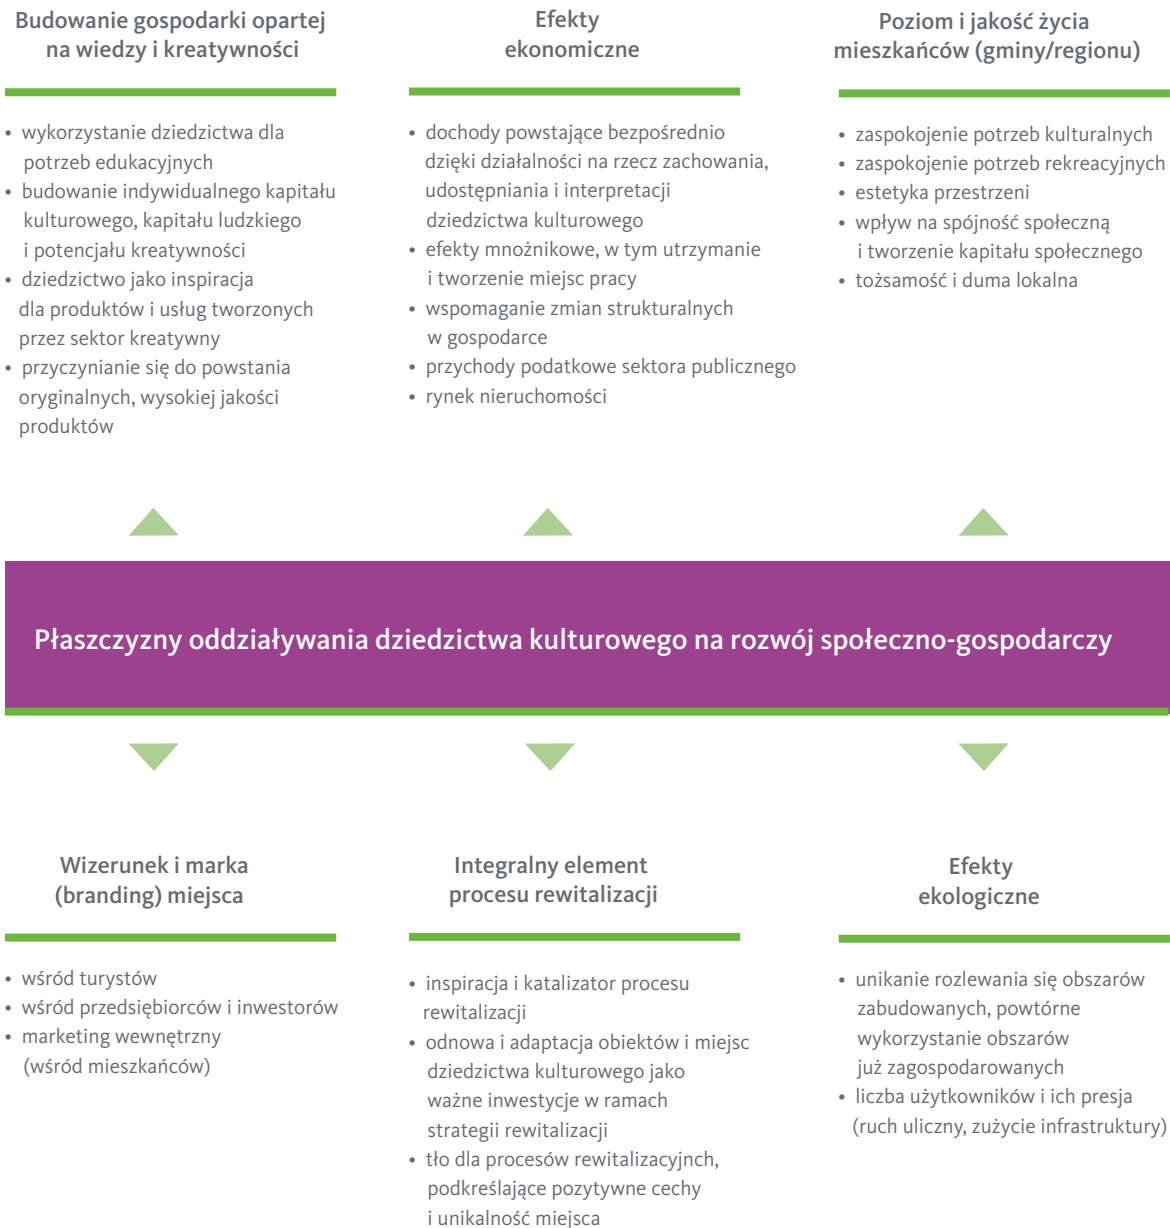 Budowanie gospodarki opartej
na wiedzy i kreatywności
• wykorzystanie dziedzictwa dla
potrzeb edukacyjnych
• budowanie indywidualnego kapitału
kulturowego, kapitału ludzkiego
i potencjału kreatywności
• dziedzictwo jako inspiracja
dla produktów i usług tworzonych
przez sektor kreatywny
• przyczynianie się do powstania
oryginalnych, wysokiej jakości
produktów
Efekty
ekonomiczne
• dochody powstające bezpośrednio
dzięki działalności na rzecz zachowania,
udostępniania i interpretacji
dziedzictwa kulturowego
• efekty mnożnikowe, w tym utrzymanie
i tworzenie miejsc pracy
• wspomaganie zmian strukturalnych
w gospodarce
• przychody podatkowe sektora publicznego
• rynek nieruchomości
Poziom i jakość życia
mieszkańców (gminy/regionu)
• zaspokojenie potrzeb kulturalnych
• zaspokojenie potrzeb rekreacyjnych
• estetyka przestrzeni
• wpływ na spójność społeczną
i tworzenie kapitału społecznego
• tożsamość i duma lokalna
Płaszczyzny oddziaływania dziedzictwa kulturowego na rozwój społeczno-gospodarczy
Wizerunek i marka
(branding) miejsca
• wśród turystów
• wśród przedsiębiorców i inwestorów
• marketing wewnętrzny
(wśród mieszkańców)
Integralny element
procesu rewitalizacji
• inspiracja i katalizator procesu
rewitalizacji
• odnowa i adaptacja obiektów i miejsc
dziedzictwa kulturowego jako
ważne inwestycje w ramach
strategii rewitalizacji
• tło dla procesów rewitalizacyjnch,
podkreślające pozytywne cechy
i unikalność miejsca
Efekty
ekologiczne
• unikanie rozlewania się obszarów
zabudowanych, powtórne
wykorzystanie obszarów
już zagospodarowanych
• liczba użytkowników i ich presja
(ruch uliczny, zużycie infrastruktury)